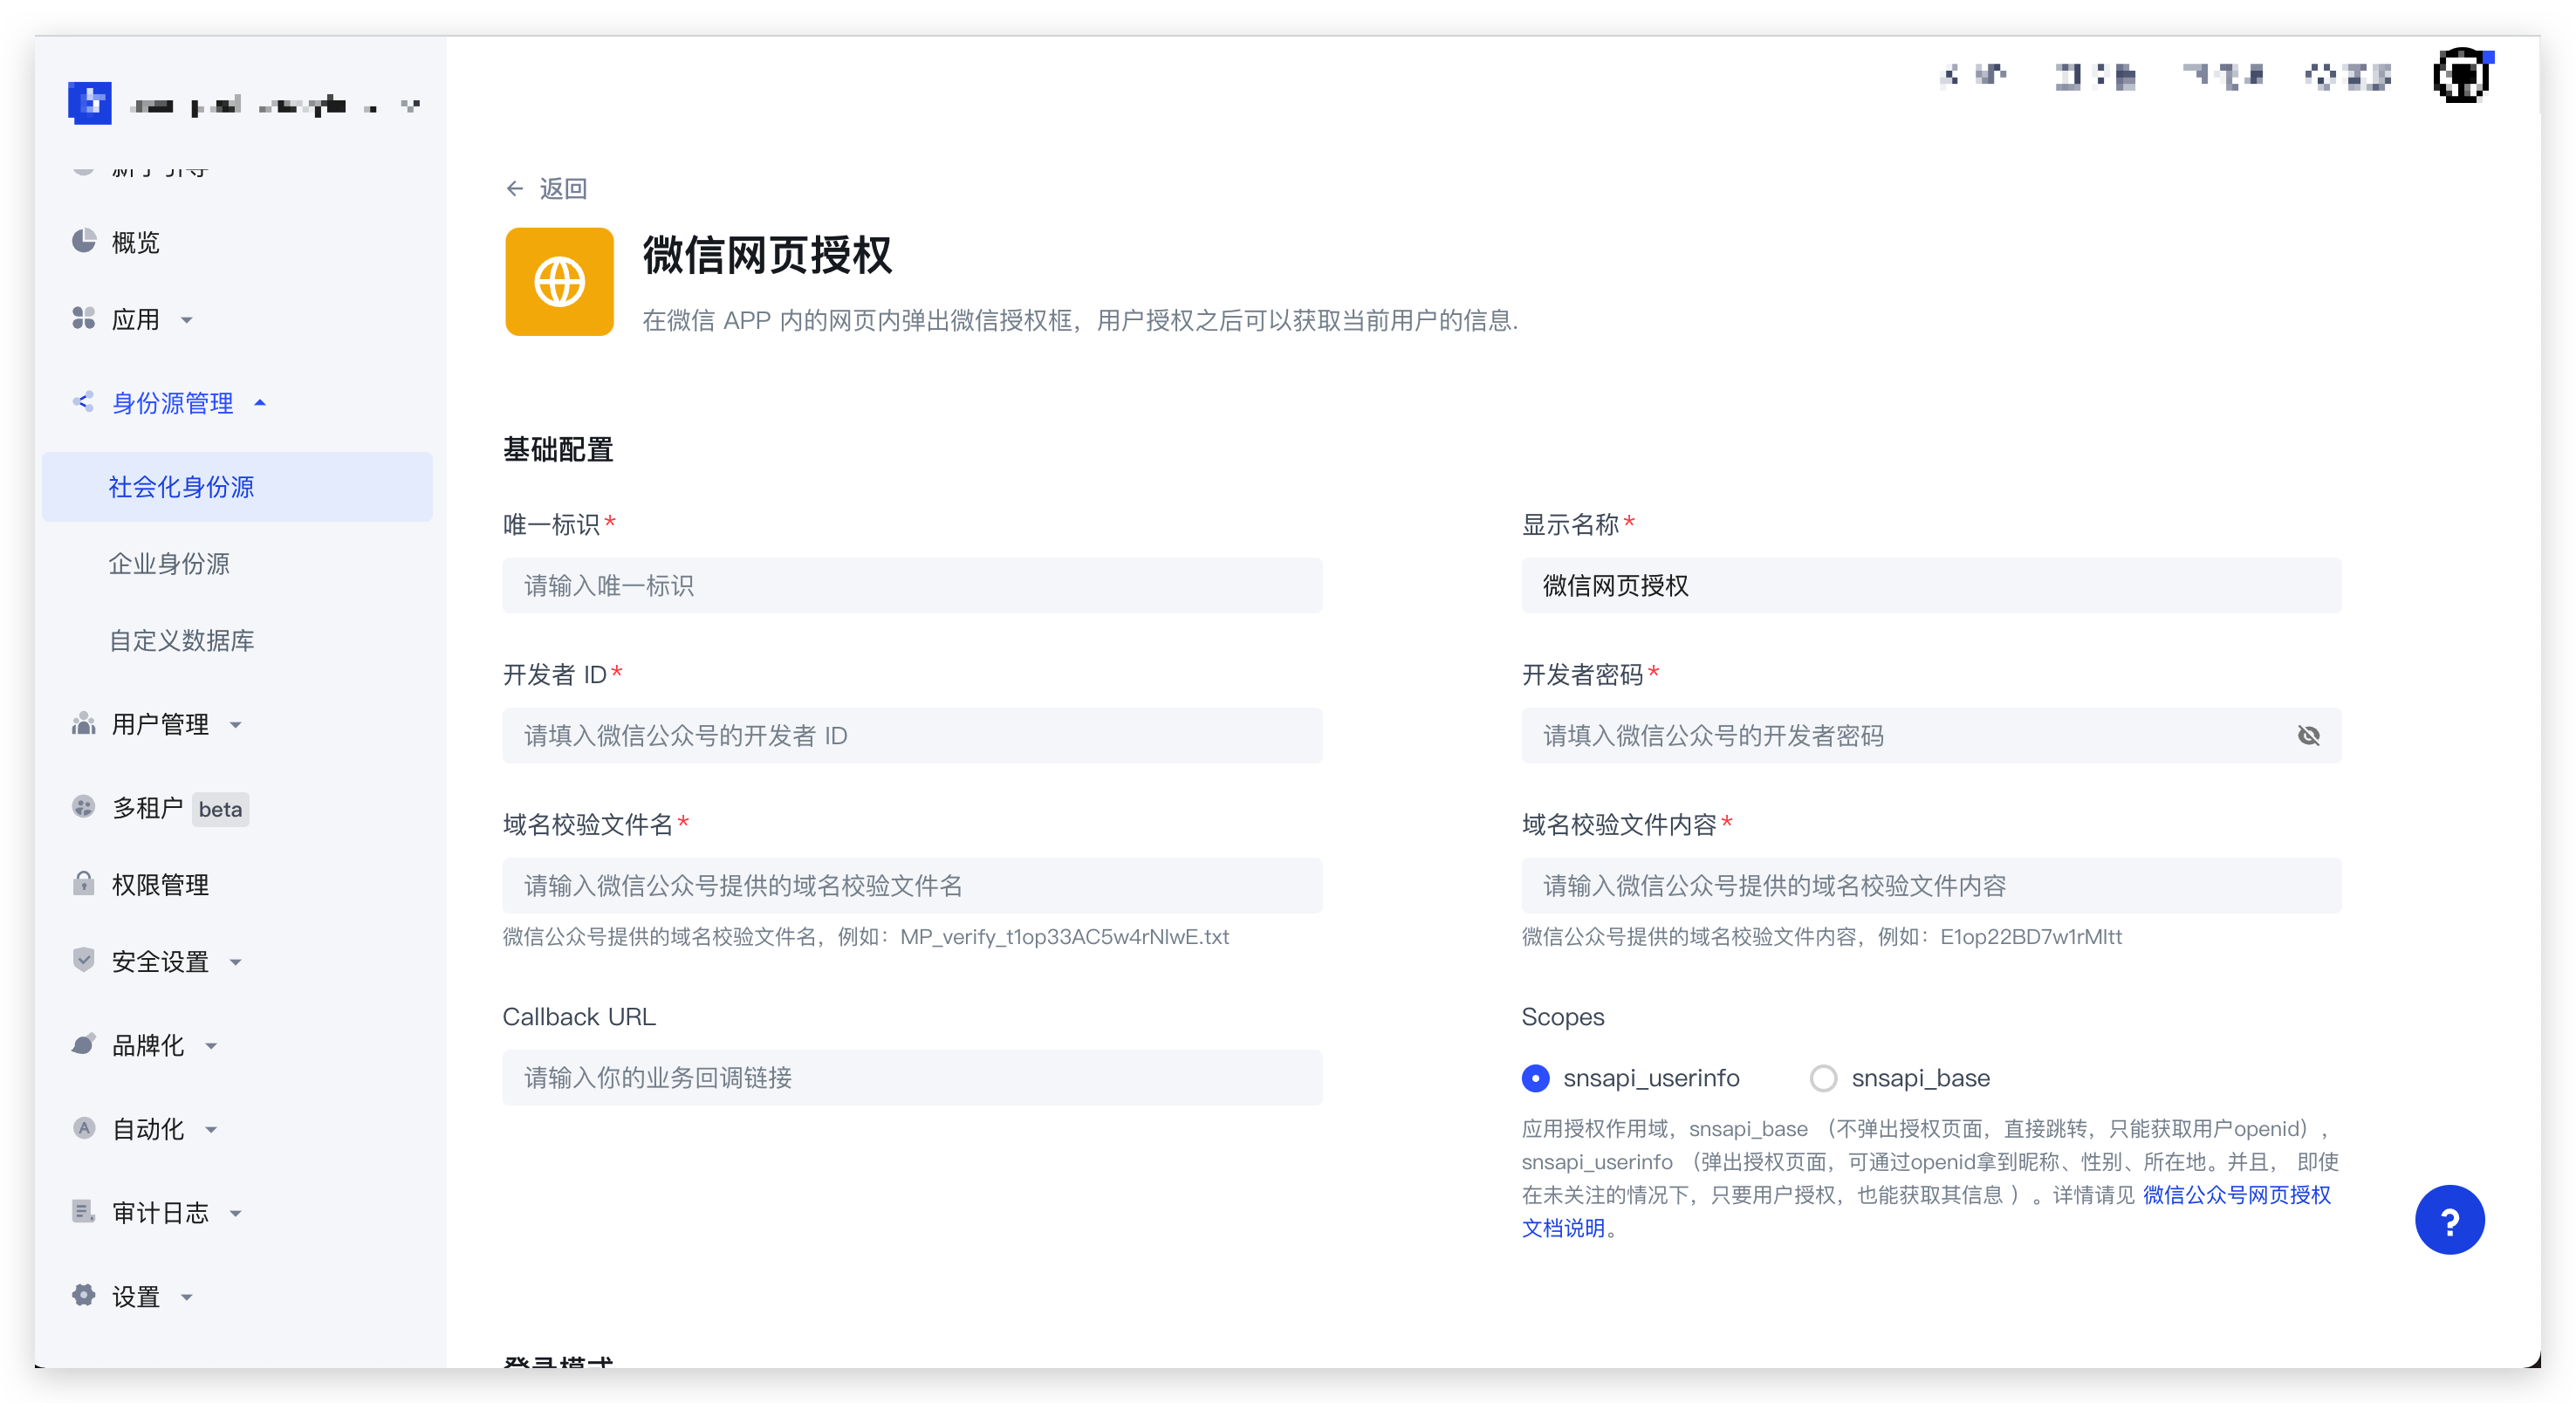 概览
应用
身份源管理
社会化身份源
企业身份源
自定义数据库
用户管理
多租户 beta
权限管理
安全设置
品牌化
自动化
审计日志
设置
返回
微信网页授权
在微信 APP 内的网页内弹出微信授权框，用户授权之后可以获取当前用户的信息.
基础配置
唯一标识*
请输入唯一标识
显示名称*
微信网页授权
开发者 ID*
请填入微信公众号的开发者 ID
开发者密码*
请填入微信公众号的开发者密码
域名校验文件名*
请输入微信公众号提供的域名校验文件名
微信公众号提供的域名校验文件名，例如：MP_verify_t1op33AC5w4rNlwE.txt
域名校验文件内容*
请输入微信公众号提供的域名校验文件内容
微信公众号提供的域名校验文件内容，例如：E1op22BD7w1rMltt
Callback URL
请输入你的业务回调链接
Scopes
snsapi_userinfo
snsapi_base
应用授权作用域，snsapi_base （不弹出授权页面，直接跳转，只能获取用户openid），
snsapi_userinfo （弹出授权页面，可通过openid拿到昵称、性别、所在地。并且， 即使
在未关注的情况下，只要用户授权，也能获取其信息 ）。详情请见 微信公众号网页授权
文档说明。
?